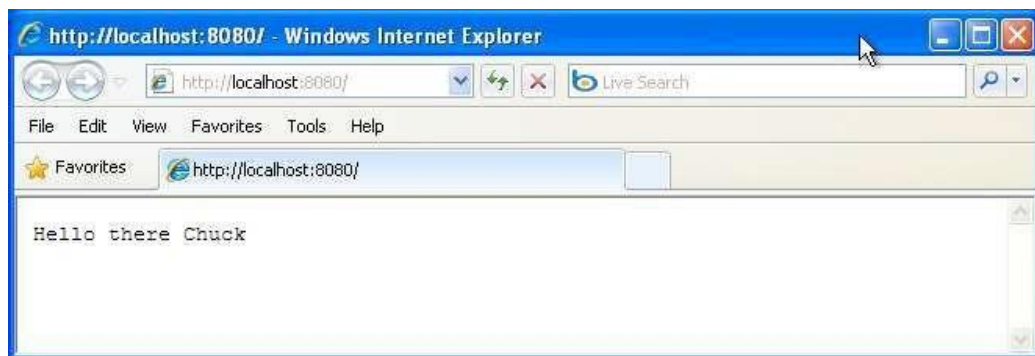 http://localhost:8080/ - Windows Internet Explorer
http://localhost:8080/ Live Search
File Edit View Favorites Tools Help
Favorites http://localhost:8080/
Hello there Chuck